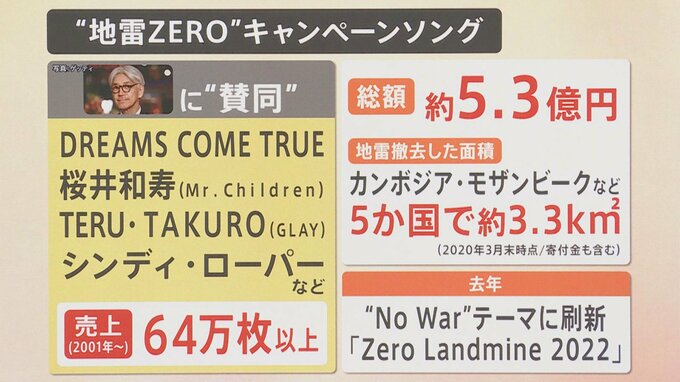 “地雷ZERO”キャンペーンソング
写真:ゲッティ
に“賛同”
DREAMS COME TRUE
桜井和寿(Mr.Children)
TERU・TAKURO(GLAY)
シンディ・ローパー
など
売上
(2001年~)
64万枚以上
総額
約5.3億円
地雷撤去した面積
カンボジア・モザンビークなど
5か国で約3.3km²
(2020年3月末時点/寄付金も含む)
去年
“No War”テーマに刷新
「Zero Landmine 2022」